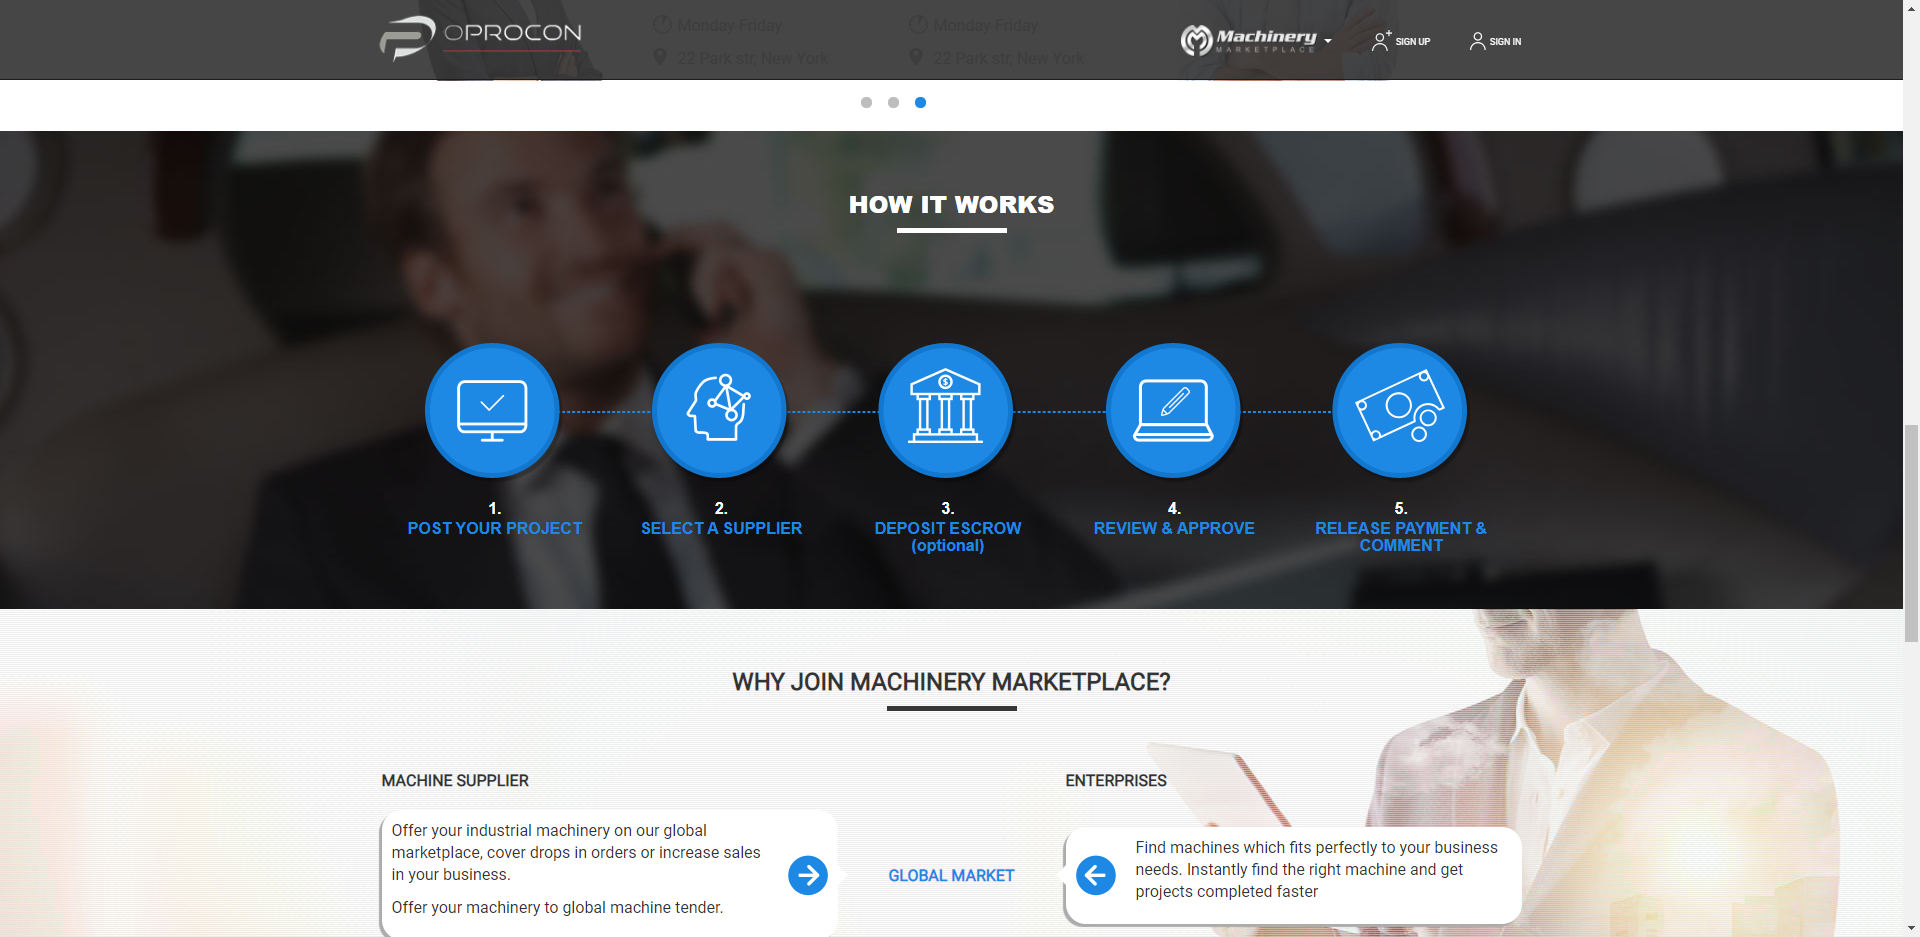 OPROCON
Monday-Friday
Monday-Friday
22 Park str. New York
22 Park str. New York
Machinery
MARKETPLACE
SIGN UP
SIGN IN
HOW IT WORKS
1.
POST YOUR PROJECT
2.
SELECT A SUPPLIER
3.
DEPOSIT ESCROW
(optional)
4.
REVIEW & APPROVE
5.
RELEASE PAYMENT &
COMMENT
WHY JOIN MACHINERY MARKETPLACE?
MACHINE SUPPLIER
Offer your industrial machinery on our global
marketplace, cover drops in orders or increase sales
in your business.
Offer your machinery to global machine tender.
GLOBAL MARKET
ENTERPRISES
Find machines which fits perfectly to your business
needs. Instantly find the right machine and get
projects completed faster